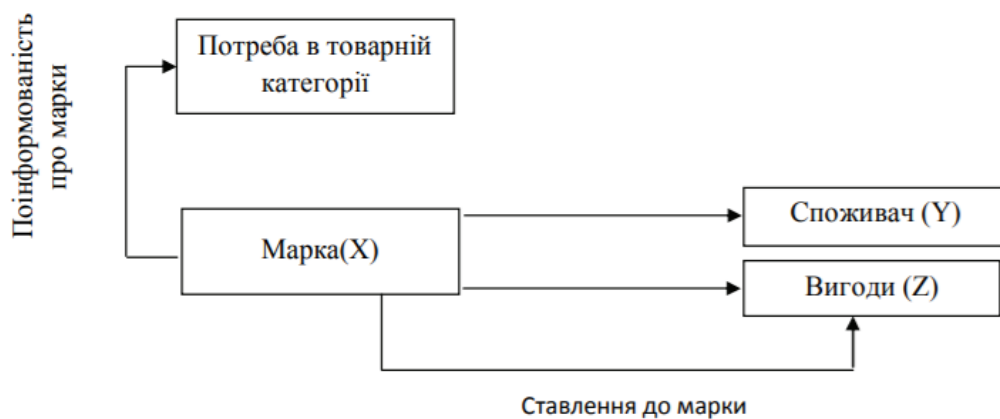 Поінформованість
про марки
Потреба в товарній
категорії
Марка(X)
Споживач (Y)
Вигоди (Z)
Ставлення до марки